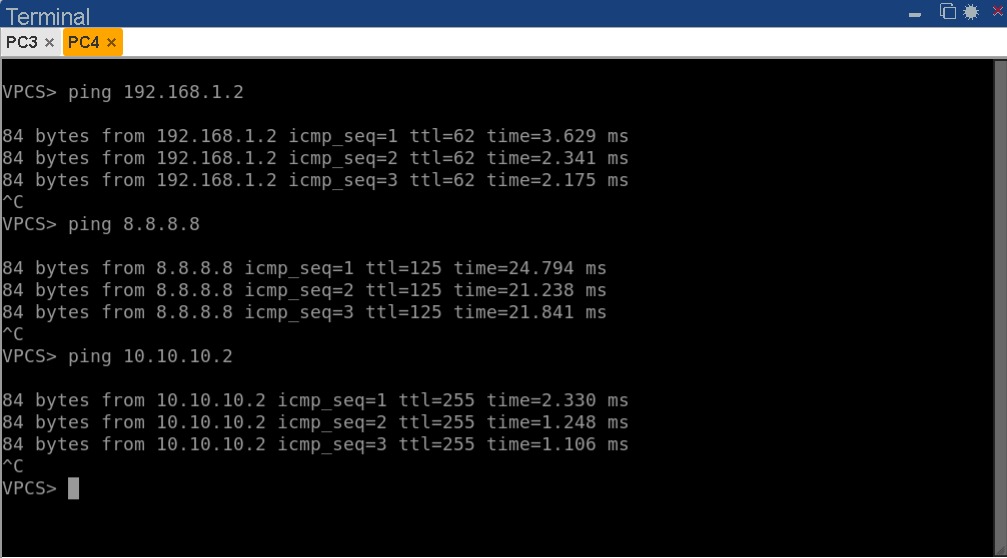 Terminal
PC3 × PC4 ×
VPCS> ping 192.168.1.2
84 bytes from 192.168.1.2 icmp_seq=1 ttl=62 time=3.629 ms
84 bytes from 192.168.1.2 icmp_seq=2 ttl=62 time=2.341 ms
84 bytes from 192.168.1.2 icmp_seq=3 ttl=62 time=2.175 ms
^C
VPCS> ping 8.8.8.8
84 bytes from 8.8.8.8 icmp_seq=1 ttl=125 time=24.794 ms
84 bytes from 8.8.8.8 icmp_seq=2 ttl=125 time=21.238 ms
84 bytes from 8.8.8.8 icmp_seq=3 ttl=125 time=21.841 ms
^C
VPCS> ping 10.10.10.2
84 bytes from 10.10.10.2 icmp_seq=1 ttl=255 time=2.330 ms
84 bytes from 10.10.10.2 icmp_seq=2 ttl=255 time=1.248 ms
84 bytes from 10.10.10.2 icmp_seq=3 ttl=255 time=1.106 ms
^C
VPCS>